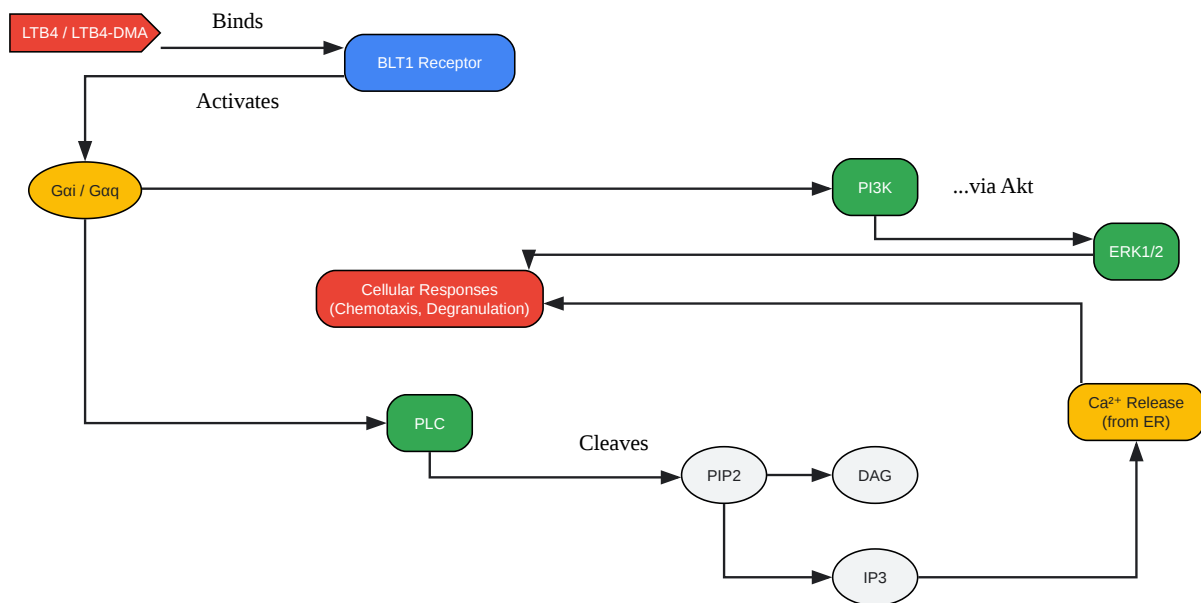 LTB4 / LTB4-DMA
Binds
BLT1 Receptor
Activates
Gαi / Gαq
PI3K
...via Akt
ERK1/2
Cellular Responses
(Chemotaxis, Degranulation)
PLC
Cleaves
Ca²⁺ Release
(from ER)
PIP2
DAG
IP3